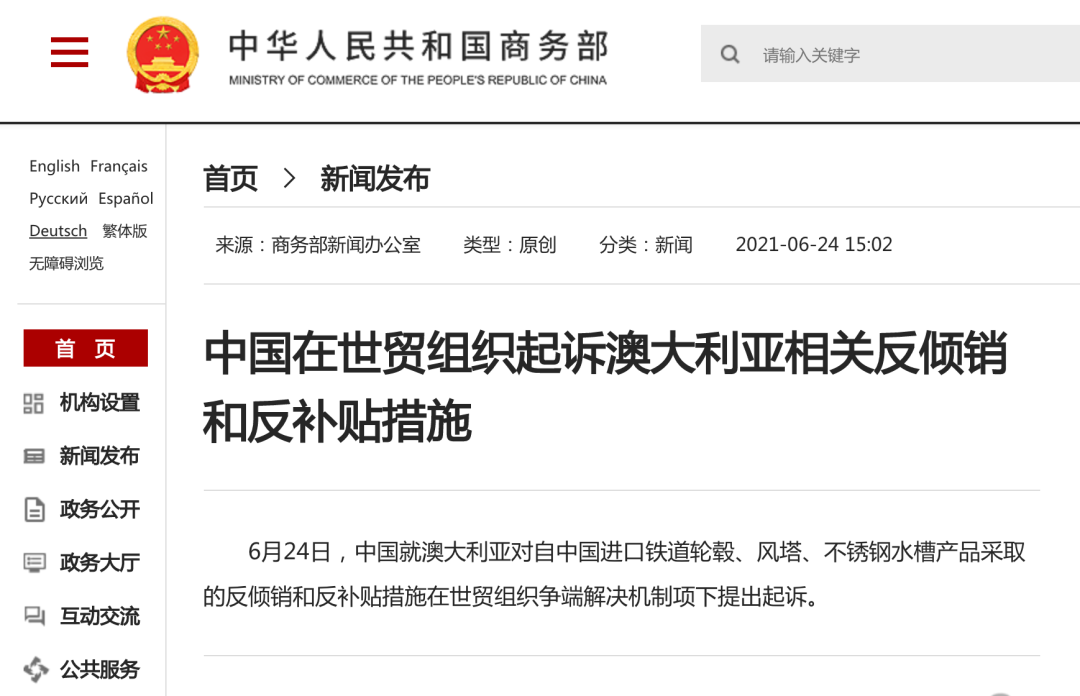 中华人民共和国商务部
MINISTRY OF COMMERCE OF THE PEOPLE'S REPUBLIC OF CHINA
请输入关键字
English Français
Русский Español
Deutsch 繁体版
无障碍浏览
首页 > 新闻发布
来源：商务部新闻办公室 类型：原创 分类：新闻 2021-06-24 15:02
首 页
机构设置
新闻发布
政务公开
政务大厅
互动交流
公共服务
中国在世贸组织起诉澳大利亚相关反倾销
和反补贴措施
6月24日，中国就澳大利亚对自中国进口铁道轮毂、风塔、不锈钢水槽产品采取
的反倾销和反补贴措施在世贸组织争端解决机制项下提出起诉。